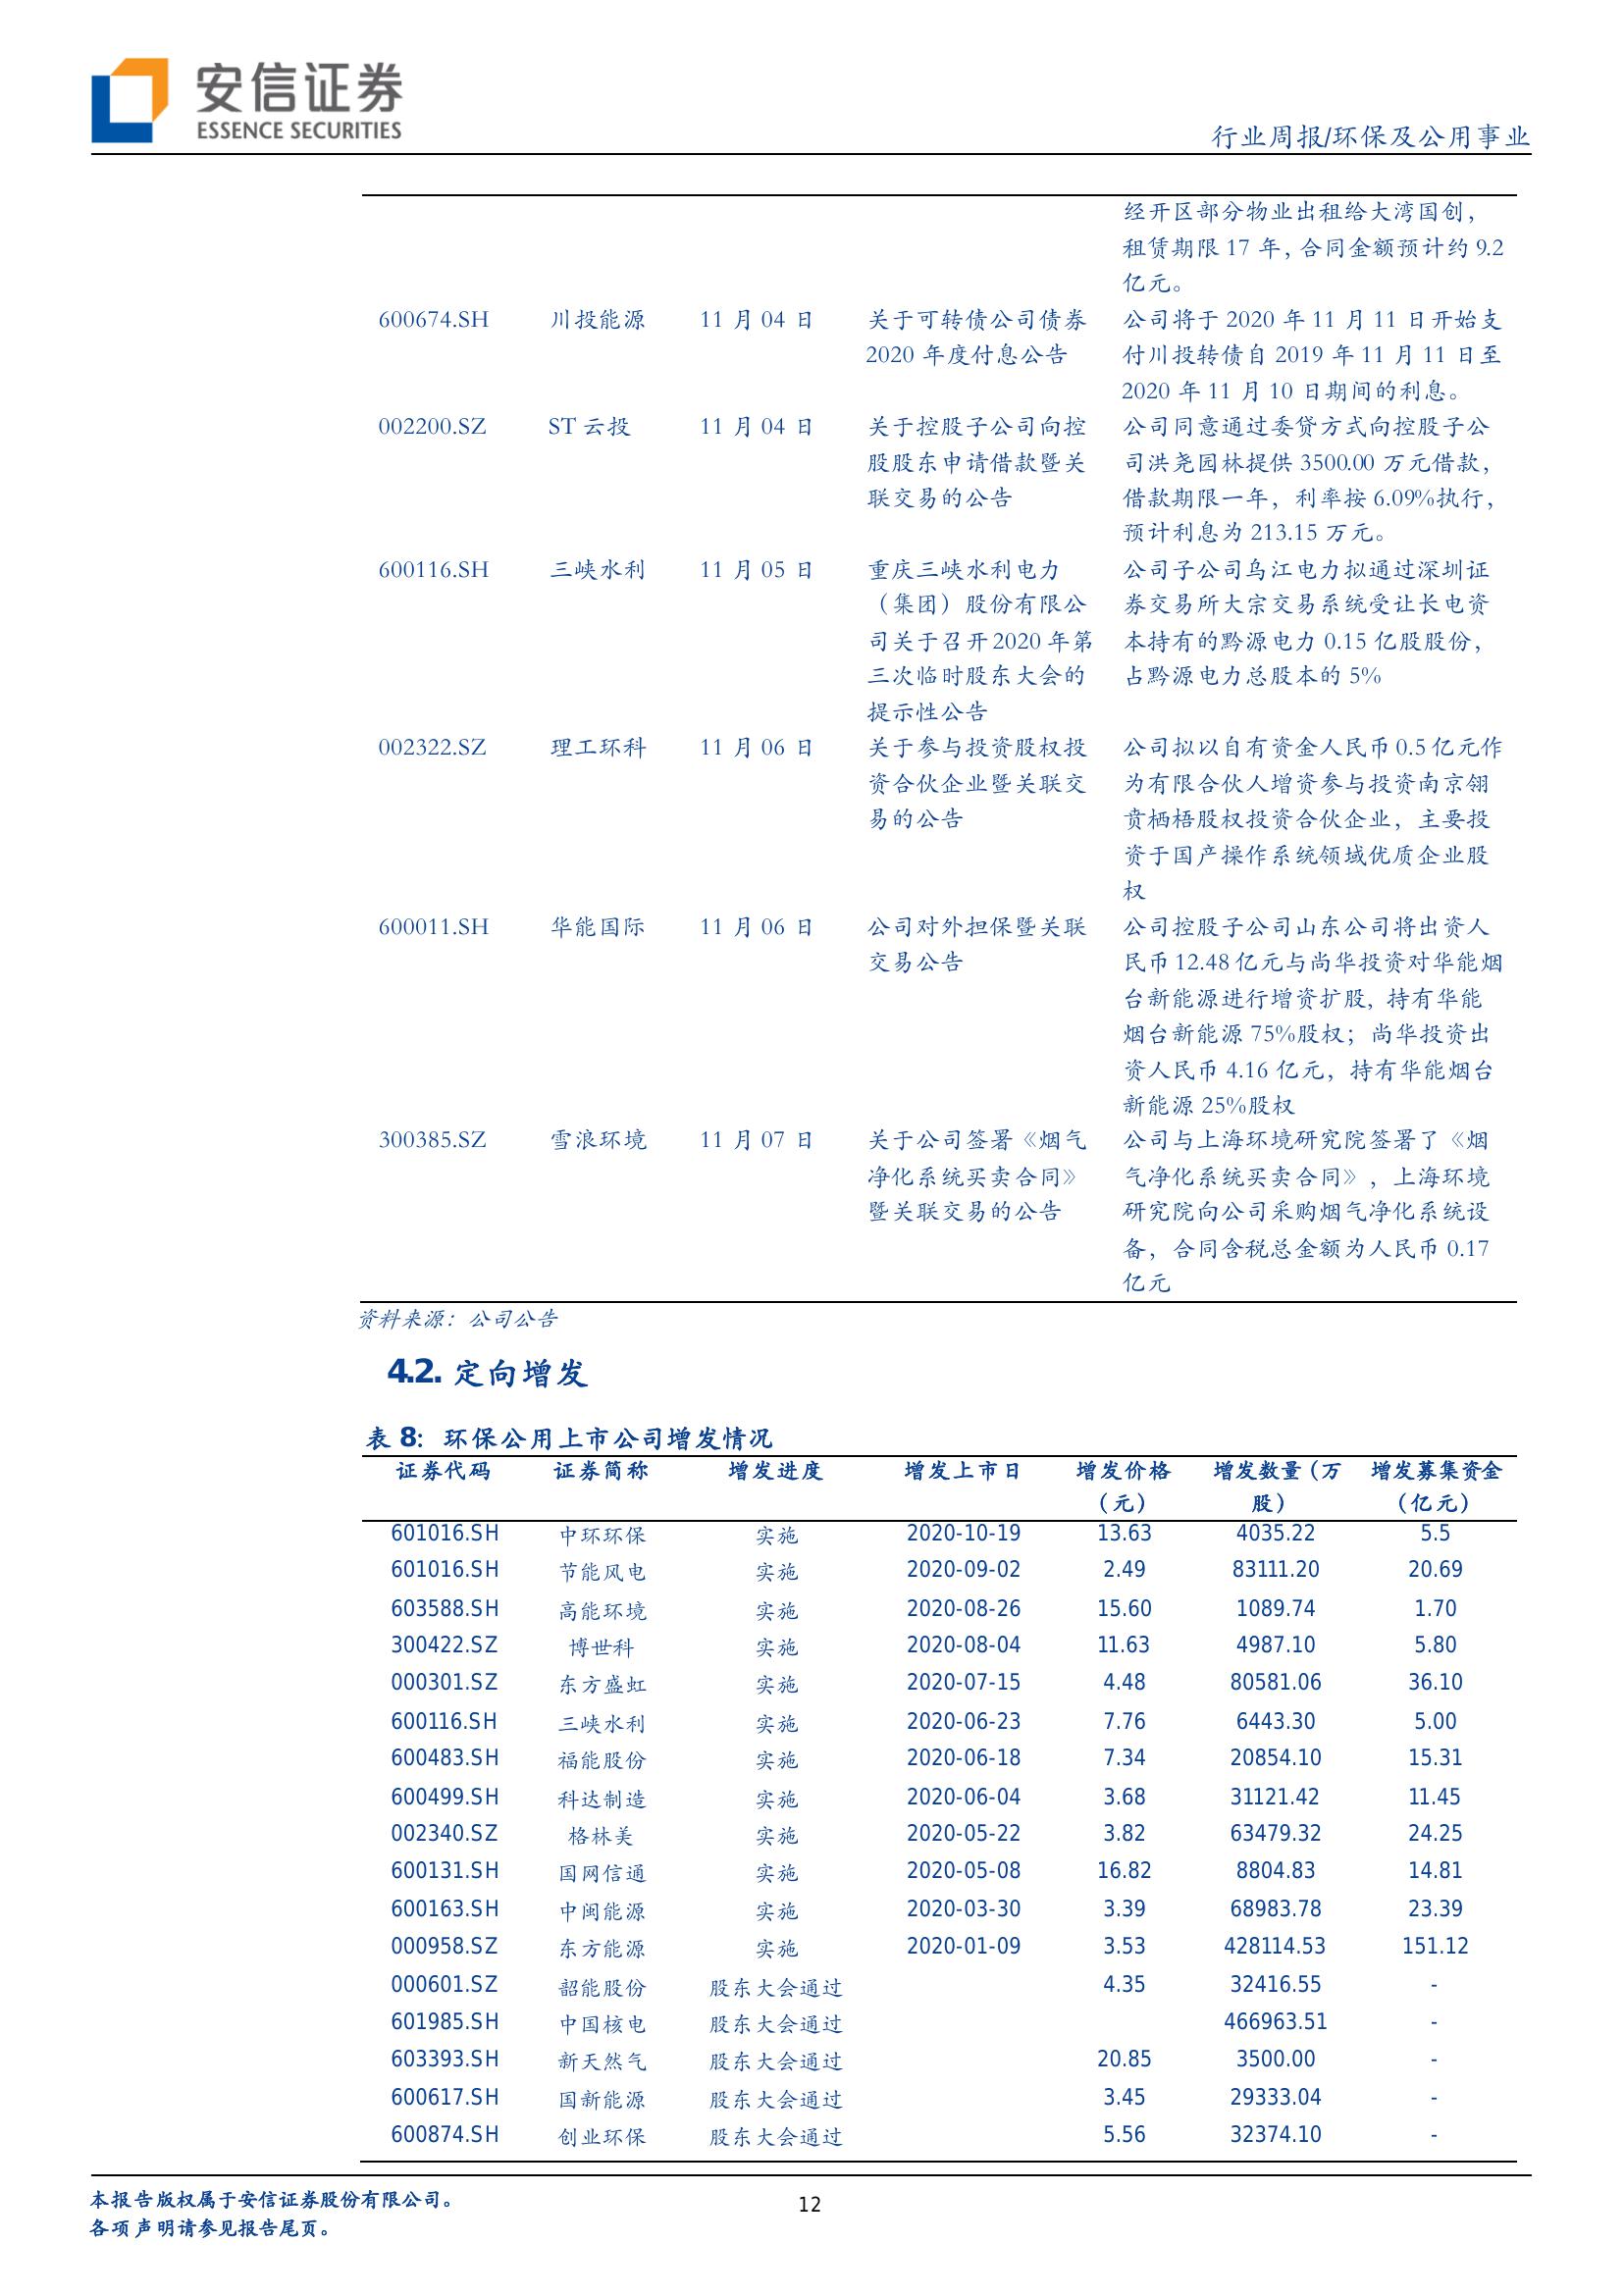 安信证券
ESSENCE SECURITIES
行业周报/环保及公用事业
经开区部分物业出租给大湾国创，
租赁期限 17 年，合同金额预计约 9.2
亿元。
600674.SH 川投能源 11 月 04 日 关于可转债公司债券 公司将于 2020 年 11 月 11 日开始支
2020 年度付息公告 付川投转债自 2019 年 11 月 11 日至
2020 年 11 月 10 日期间的利息。
002200.SZ ST 云投 11 月 04 日 关于控股子公司向控 公司同意通过委贷方式向控股子公
股股东申请借款暨关 司洪尧园林提供 3500.00 万元借款，
联交易的公告 借款期限一年，利率按 6.09%执行，
预计利息为 213.15 万元。
600116.SH 三峡水利 11 月 05 日 重庆三峡水利电力 公司子公司乌江电力拟通过深圳证
（集团）股份有限公 券交易所大宗交易系统受让长电资
司关于召开 2020 年第 本持有的黔源电力 0.15 亿股股份，
三次临时股东大会的 占黔源电力总股本的 5%
提示性公告
002322.SZ 理工环科 11 月 06 日 关于参与投资股权投 公司拟以自有资金人民币 0.5 亿元作
资合伙企业暨关联交 为有限合伙人增资参与投资南京翎
易的公告 贲栖梧股权投资合伙企业，主要投
资于国产操作系统领域优质企业股
权
600011.SH 华能国际 11 月 06 日 公司对外担保暨关联 公司控股子公司山东公司将出资人
交易公告 民币 12.48 亿元与尚华投资对华能烟
台新能源进行增资扩股，持有华能
烟台新能源 75%股权；尚华投资出
资人民币 4.16 亿元，持有华能烟台
新能源 25%股权
300385.SZ 雪浪环境 11 月 07 日 关于公司签署《烟气 公司与上海环境研究院签署了《烟
净化系统买卖合同》 气净化系统买卖合同》，上海环境
暨关联交易的公告 研究院向公司采购烟气净化系统设
备，合同含税总金额为人民币 0.17
亿元
资料来源：公司公告
4.2. 定向增发
表 8：环保公用上市公司增发情况
证券代码 证券简称 增发进度 增发上市日 增发价格 增发数量（万 增发募集资金
（元） 股） （亿元）
601016.SH 中环环保 实施 2020-10-19 13.63 4035.22 5.5
601016.SH 节能风电 实施 2020-09-02 2.49 83111.20 20.69
603588.SH 高能环境 实施 2020-08-26 15.60 1089.74 1.70
300422.SZ 博世科 实施 2020-08-04 11.63 4987.10 5.80
000301.SZ 东方盛虹 实施 2020-07-15 4.48 80581.06 36.10
600116.SH 三峡水利 实施 2020-06-23 7.76 6443.30 5.00
600483.SH 福能股份 实施 2020-06-18 7.34 20854.10 15.31
600499.SH 科达制造 实施 2020-06-04 3.68 31121.42 11.45
002340.SZ 格林美 实施 2020-05-22 3.82 63479.32 24.25
600131.SH 国网信通 实施 2020-05-08 16.82 8804.83 14.81
600163.SH 中闽能源 实施 2020-03-30 3.39 68983.78 23.39
000958.SZ 东方能源 实施 2020-01-09 3.53 428114.53 151.12
000601.SZ 韶能股份 股东大会通过 4.35 32416.55 -
601985.SH 中国核电 股东大会通过 466963.51 -
603393.SH 新天然气 股东大会通过 20.85 3500.00 -
600617.SH 国新能源 股东大会通过 3.45 29333.04 -
600874.SH 创业环保 股东大会通过 5.56 32374.10 -
本报告版权属于安信证券股份有限公司。
各项声明请参见报告尾页。
12